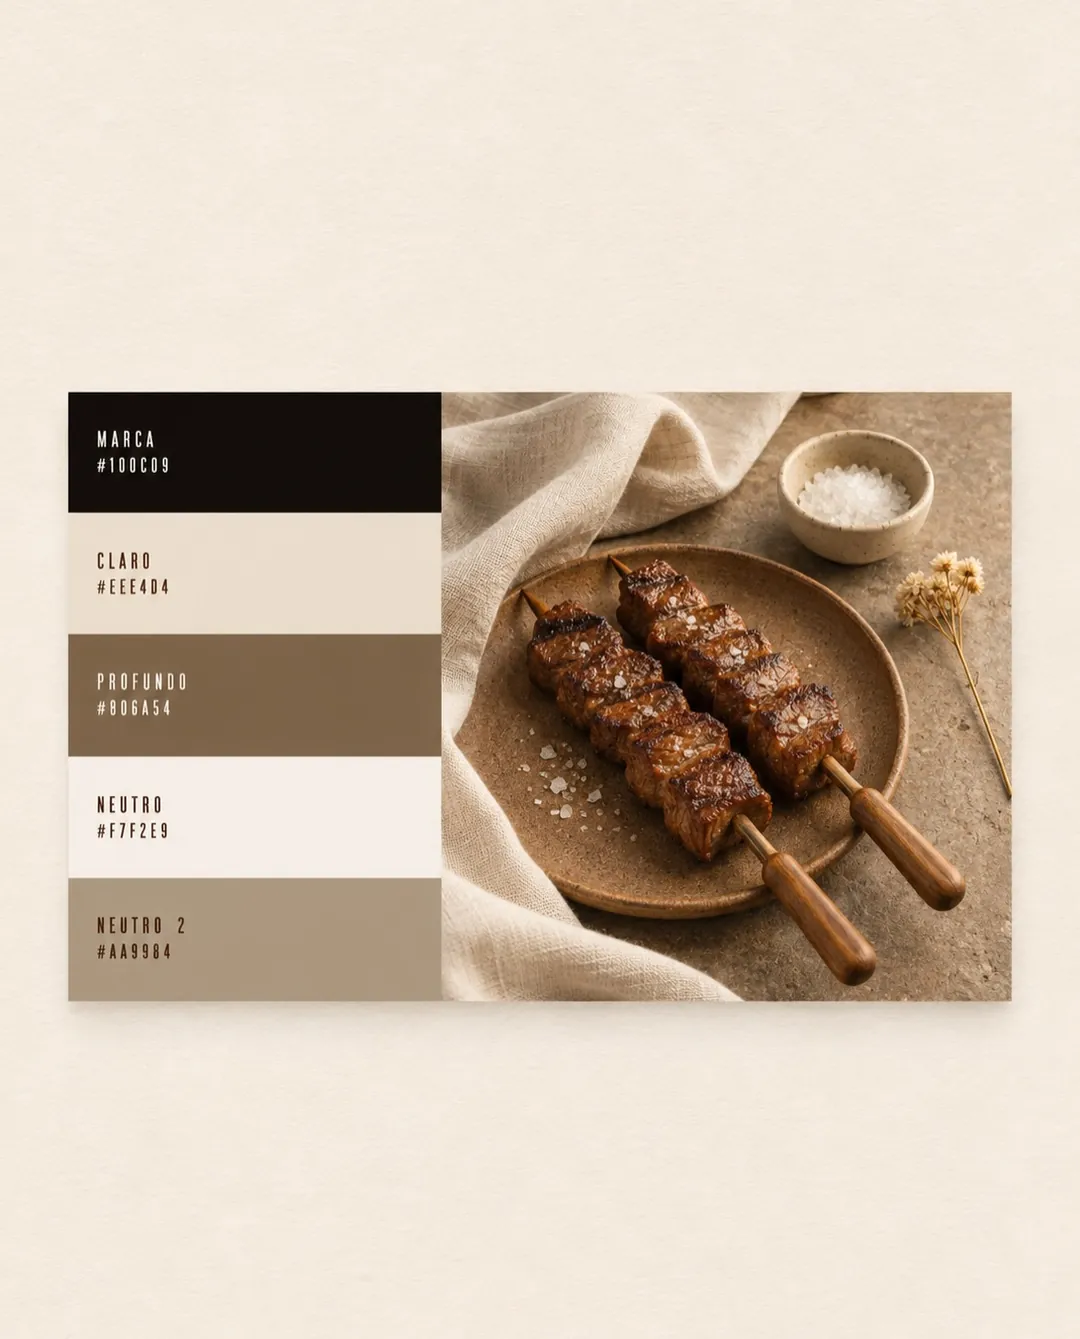 MARCA
#100C09
CLARO
#EEE4D4
PROFUNDO
#806A54
NEUTRO
#F7F2E9
NEUTRO 2
#AA9984